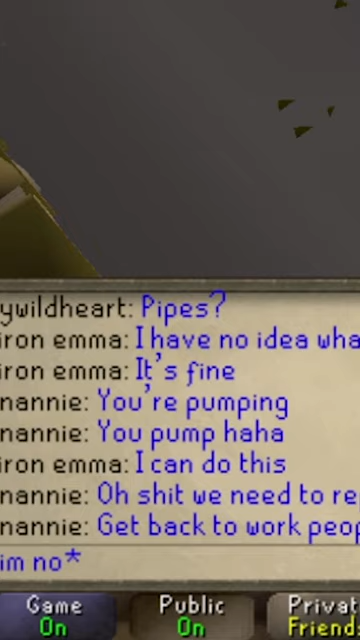 ywildheart: Pipes?
iron emma: I have no idea wha
iron emma: It's fine
nannie: You're pumping
nannie: You pump haha
iron emma: I can do this
nannie: Oh shit we need to re
nannie: Get back to work peop
im no*
Game Public Privat
On On Friend